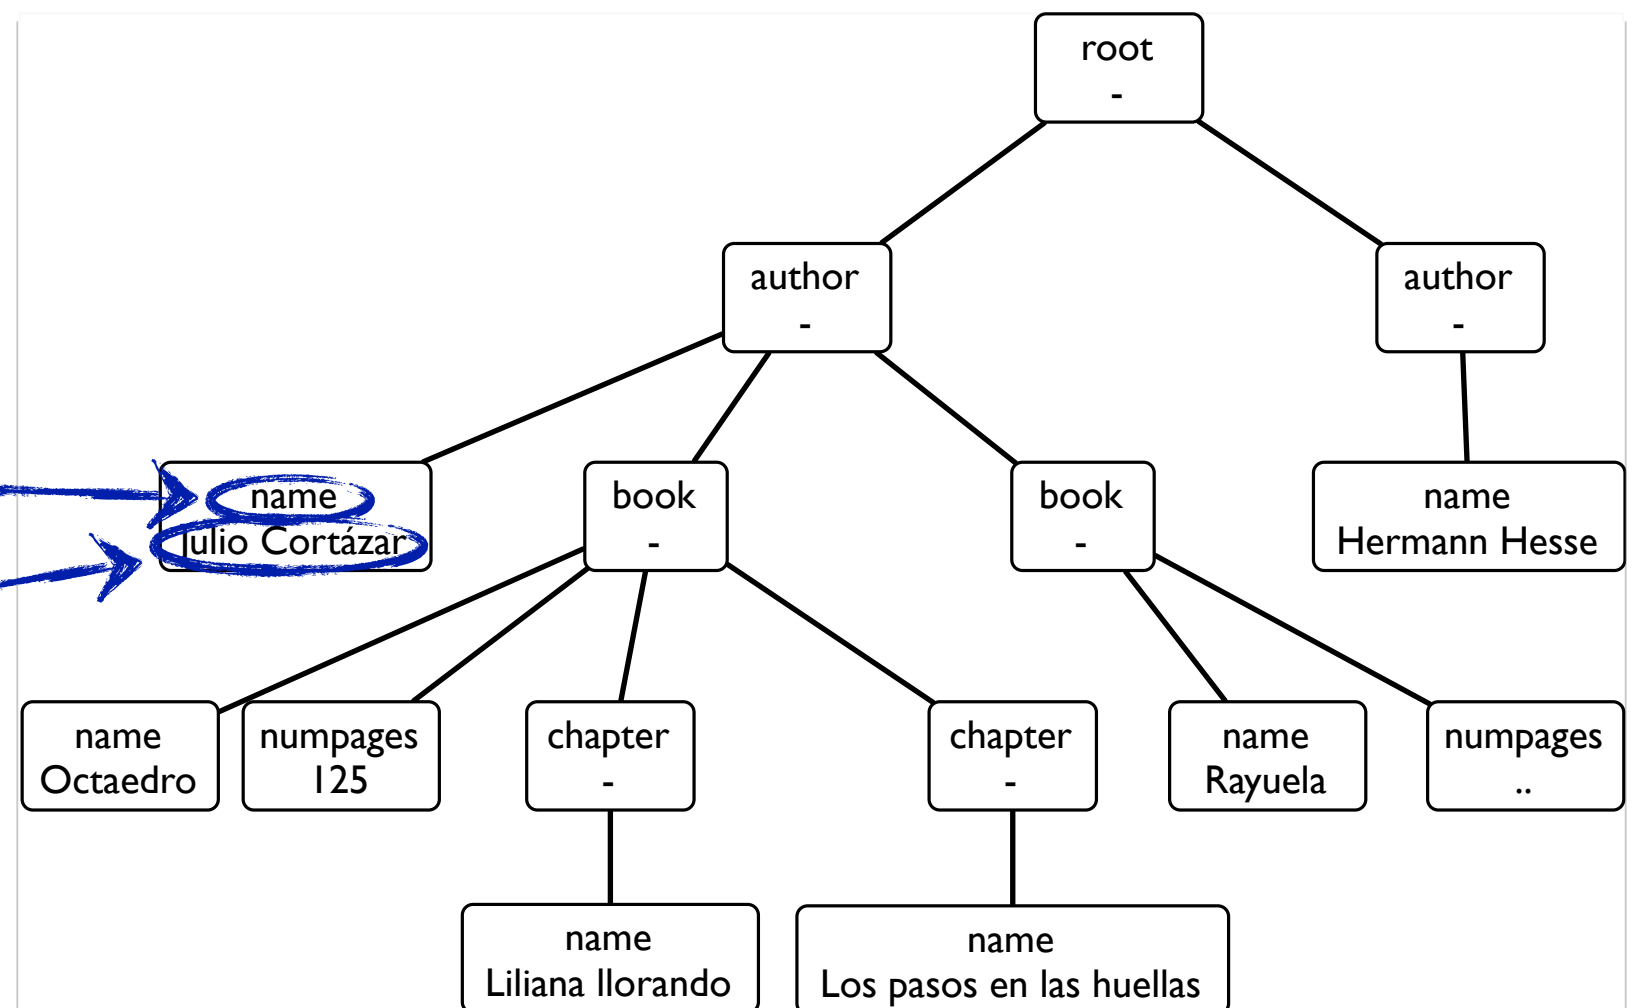 root
-
author
-
author
-
name
Julio Cortázar
book
-
book
-
name
Hermann Hesse
name
Octaedro
numpages
125
chapter
-
chapter
-
name
Rayuela
numpages
..
name
Liliana llorando
name
Los pasos en las huellas